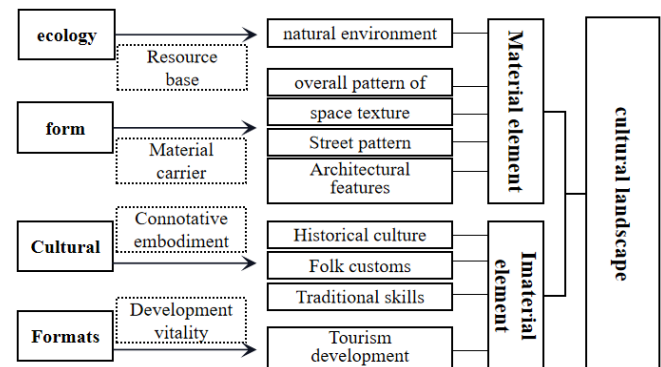 ecology
Resource
base
natural environment
form
Material
carrier
overall pattern of
space texture
Street pattern
Architectural
features
Material element
Cultural
Connotative
embodiment
Historical culture
Folk customs
Traditional skills
Formats
Development
vitality
Tourism
development
Imaterial
element
cultural landscape